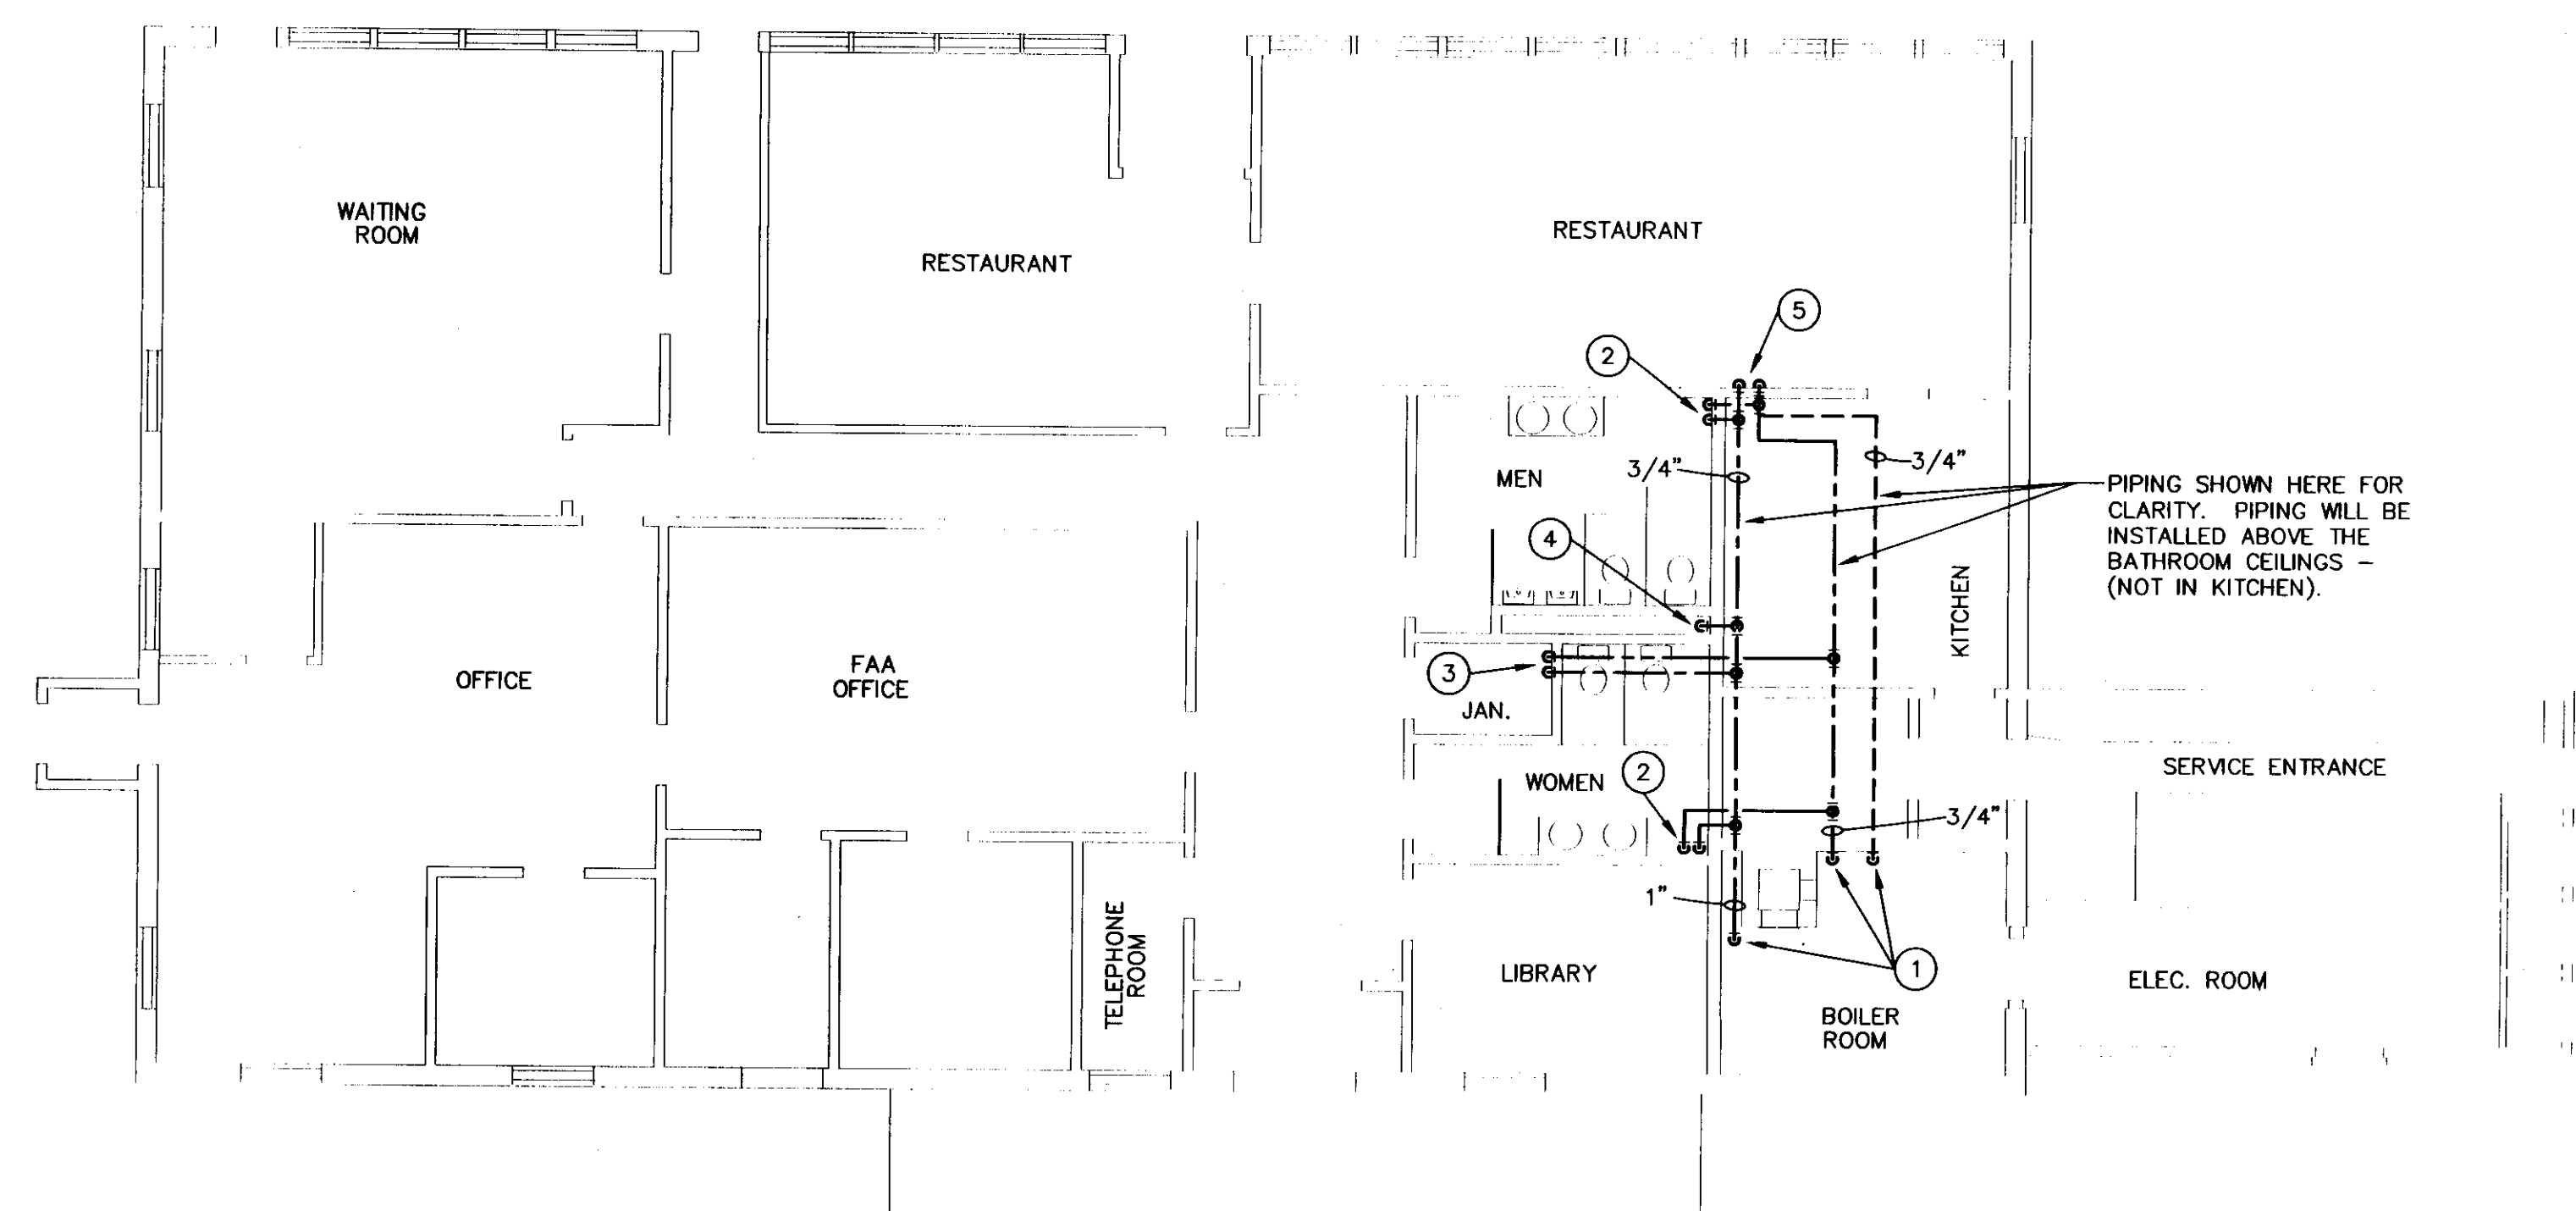 WAITING
ROOM
RESTAURANT
RESTAURANT
5
2
MEN
3/4"
3/4"
PIPING SHOWN HERE FOR
CLARITY. PIPING WILL BE
INSTALLED ABOVE THE
BATHROOM CEILINGS –
(NOT IN KITCHEN).
4
KITCHEN
OFFICE
FAA
OFFICE
3
JAN.
WOMEN
2
SERVICE ENTRANCE
3/4"
1"
TELEPHONE
ROOM
LIBRARY
1
ELEC. ROOM
BOILER
ROOM